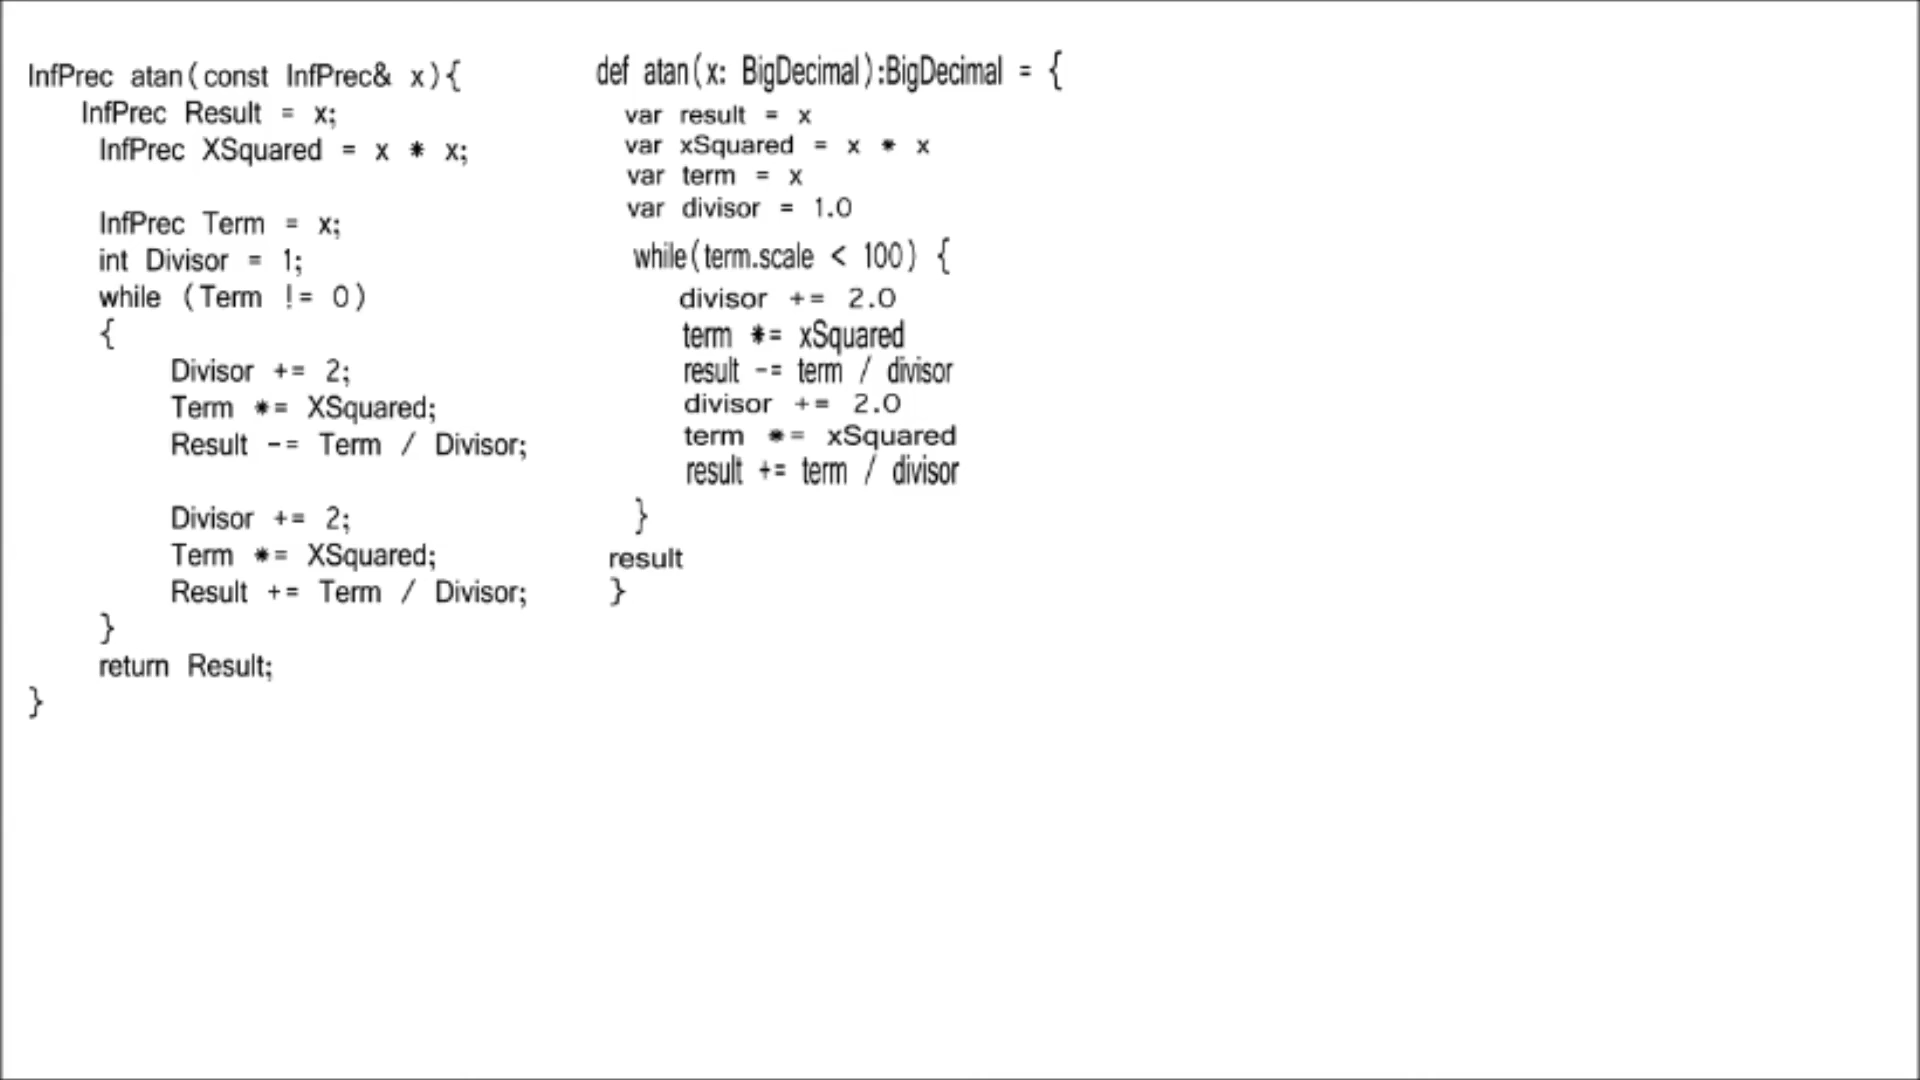 InfPrec atan(const InfPrec& x){
InfPrec Result = x;
InfPrec XSquared = x * x;
InfPrec Term = x;
int Divisor = 1;
while (Term != 0)
{
Divisor += 2;
Term *= XSquared;
Result -= Term / Divisor;
Divisor += 2;
Term *= XSquared;
Result += Term / Divisor;
}
return Result;
}
def atan(x: BigDecimal):BigDecimal = {
var result = x
var xSquared = x * x
var term = x
var divisor = 1.0
while(term.scale < 100) {
divisor += 2.0
term *= xSquared
result -= term / divisor
divisor += 2.0
term *= xSquared
result += term / divisor
}
result
}